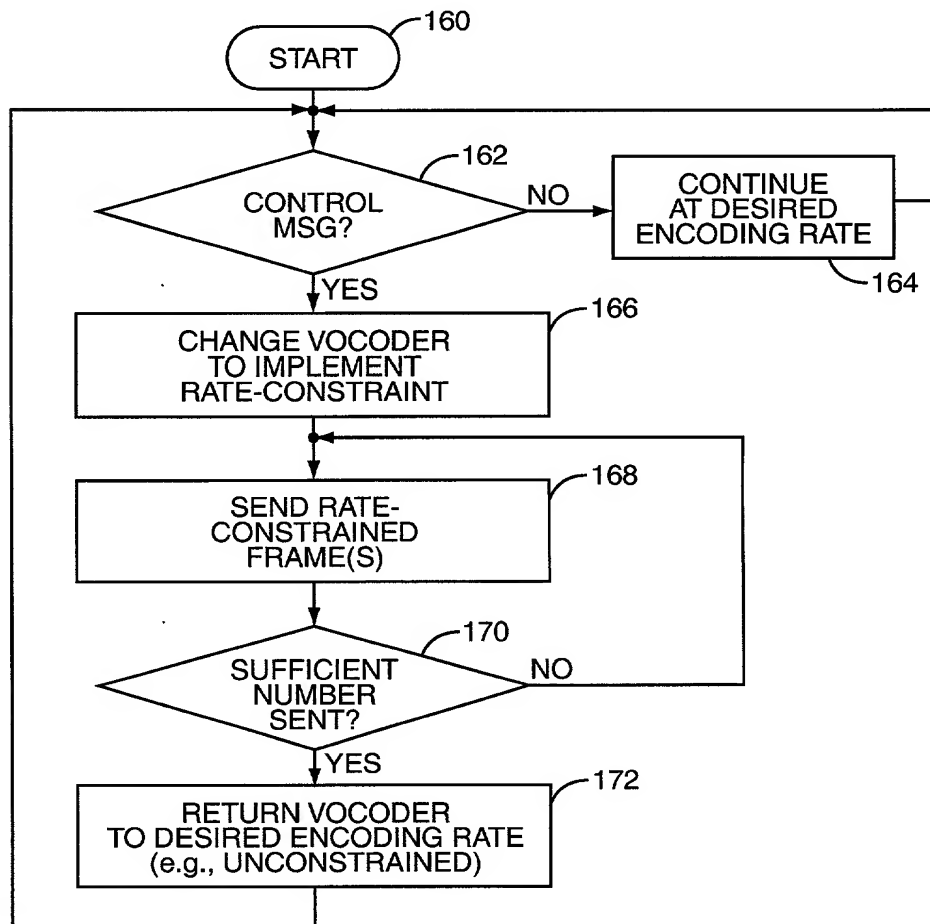 160
START
162
CONTROL
MSG?
NO
CONTINUE
AT DESIRED
ENCODING RATE
164
YES
166
CHANGE VOCODER
TO IMPLEMENT
RATE-CONSTRAINT
168
SEND RATE-
CONSTRAINED
FRAME(S)
170
SUFFICIENT
NUMBER
SENT?
NO
YES
172
RETURN VOCODER
TO DESIRED ENCODING RATE
(e.g., UNCONSTRAINED)